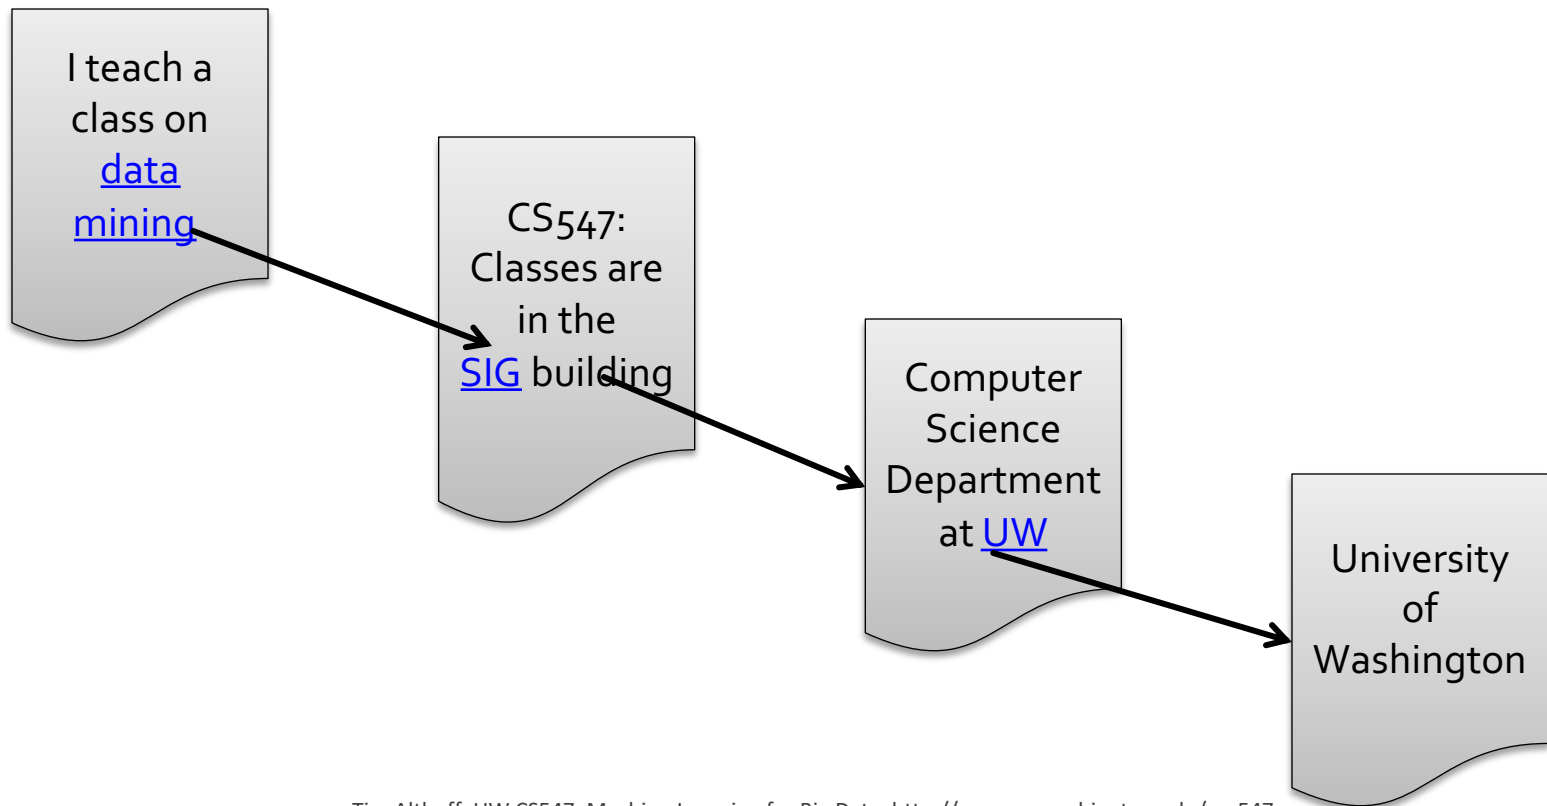 I teach a
class on
data
mining
CS547:
Classes are
in the
SIG building
Computer
Science
Department
at UW
University
of
Washington